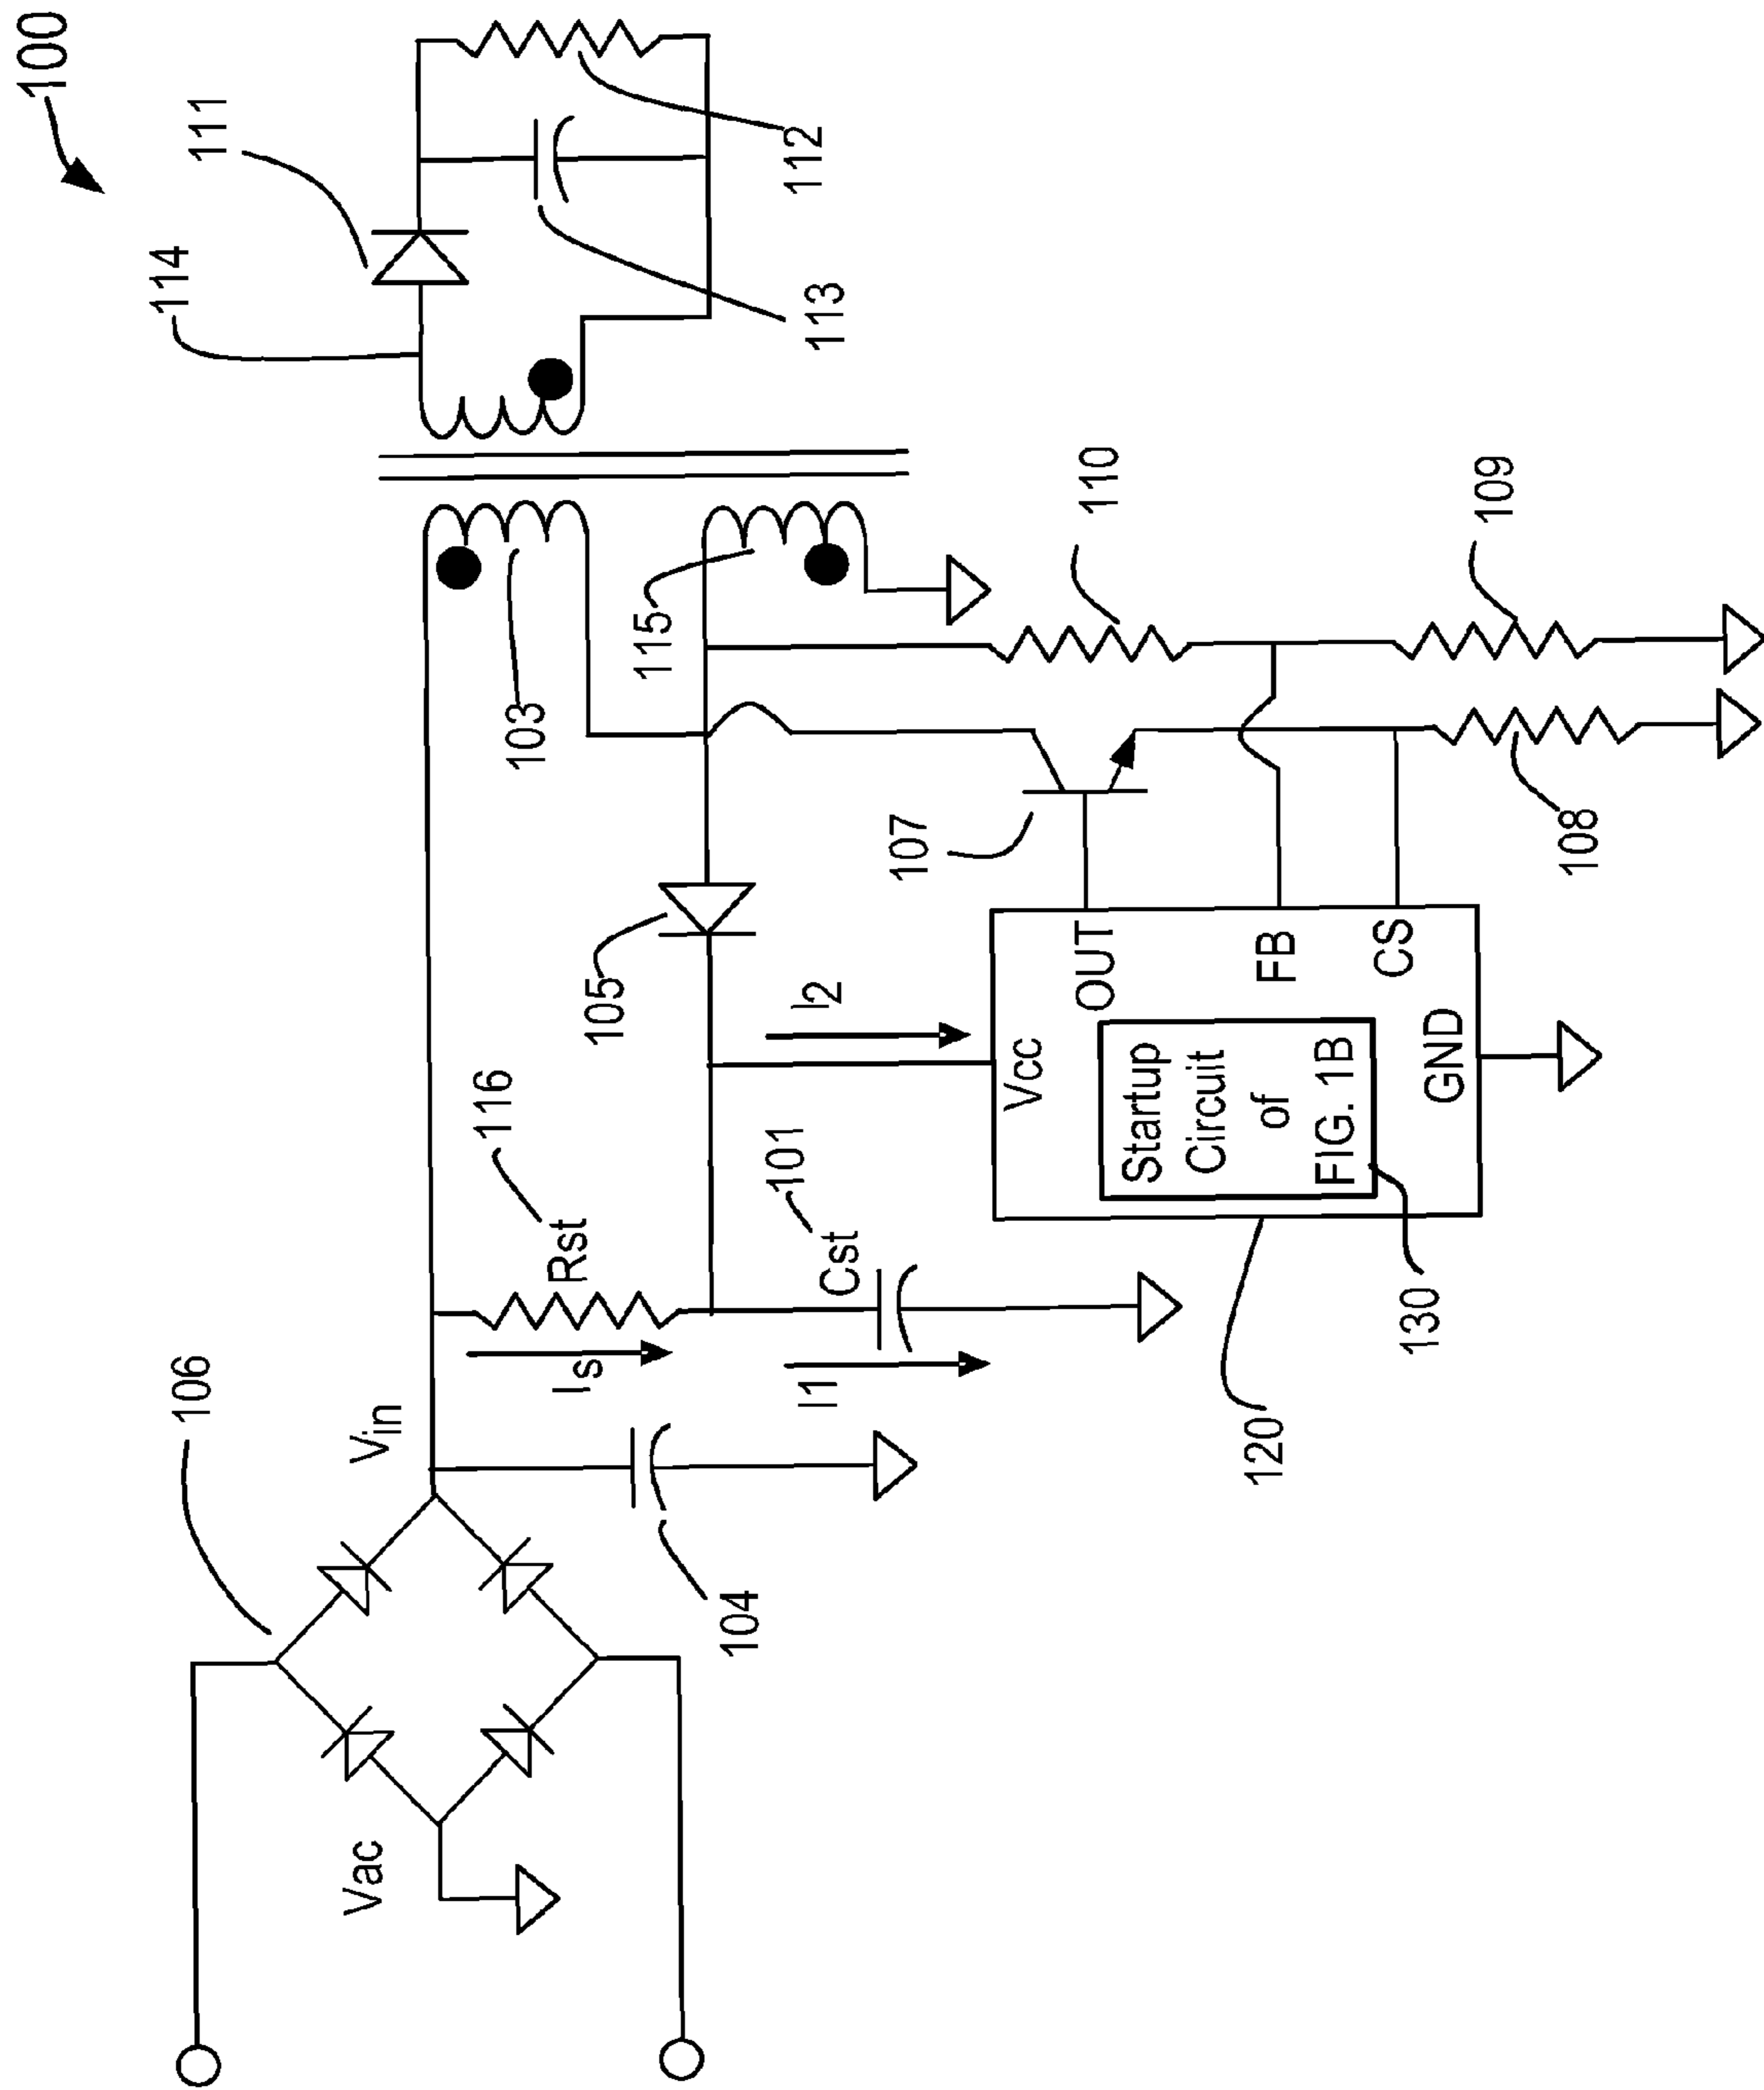 100
111
114
112
113
106
Vin
Vac
116
Rst
Is
103
115
105
110
109
101
Cst
I1
I2
107
108
104
Vcc
OUT
FB
CS
GND
Startup
Circuit
of
FIG. 1B
120
130